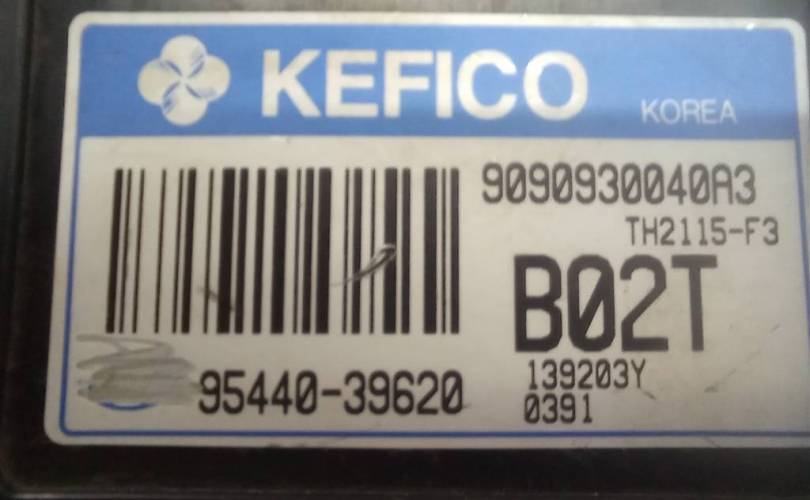 KEFICO KOREA
9090930040A3
TH2115-F3
B02T
139203Y
95440-39620
0391